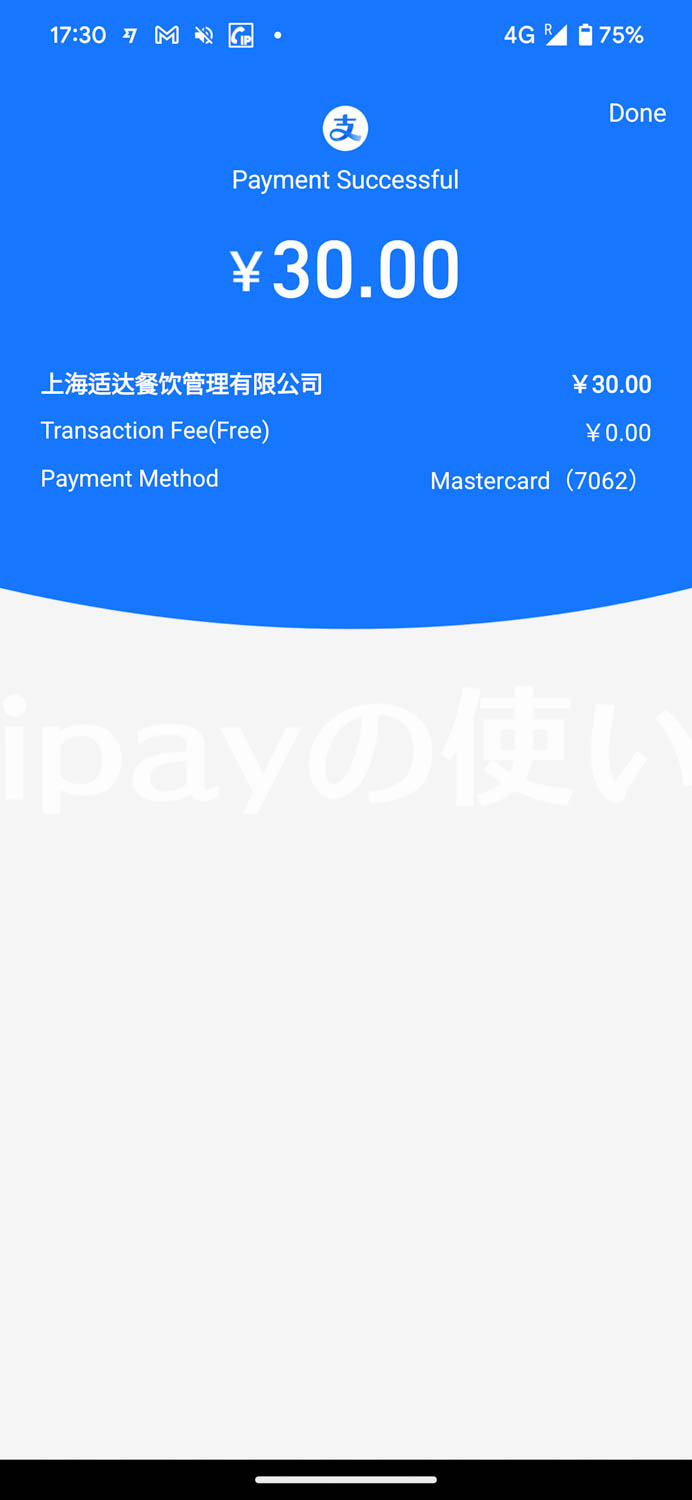 17:30
4G R 75%
Done
支
Payment Successful
￥30.00
上海适达餐饮管理有限公司 ￥30.00
Transaction Fee(Free) ￥0.00
Payment Method Mastercard（7062）
ipayの使い